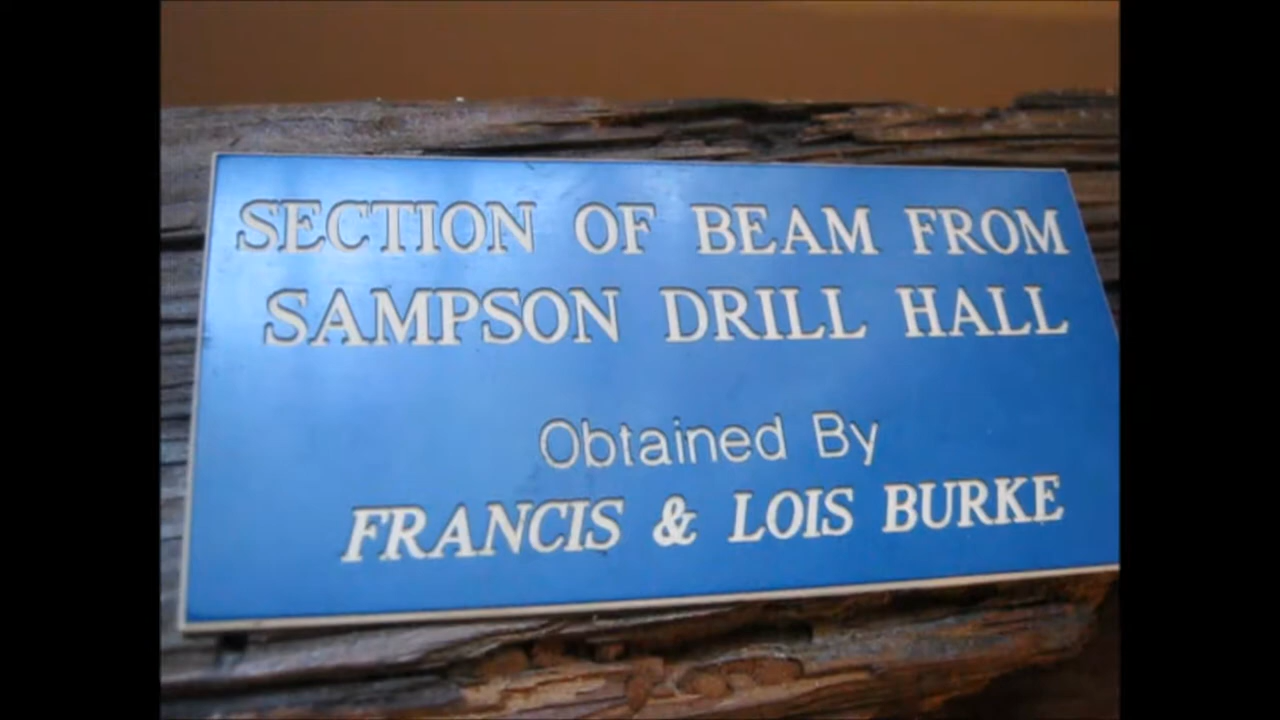 SECTION OF BEAM FROM
SAMPSON DRILL HALL
Obtained By
FRANCIS & LOIS BURKE